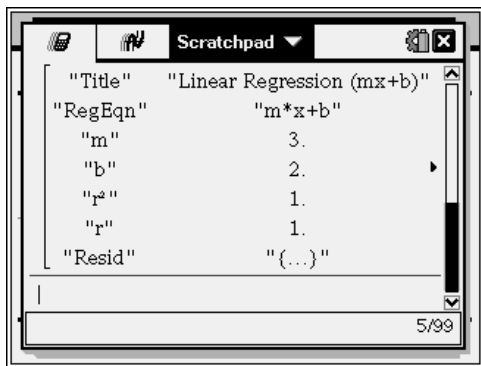 Scratchpad
"Title" "Linear Regression (mx+b)"
"RegEqn" "m*x+b"
"m" 3.
"b" 2.
"r²" 1.
"r" 1.
"Resid" "{...}"
5/99